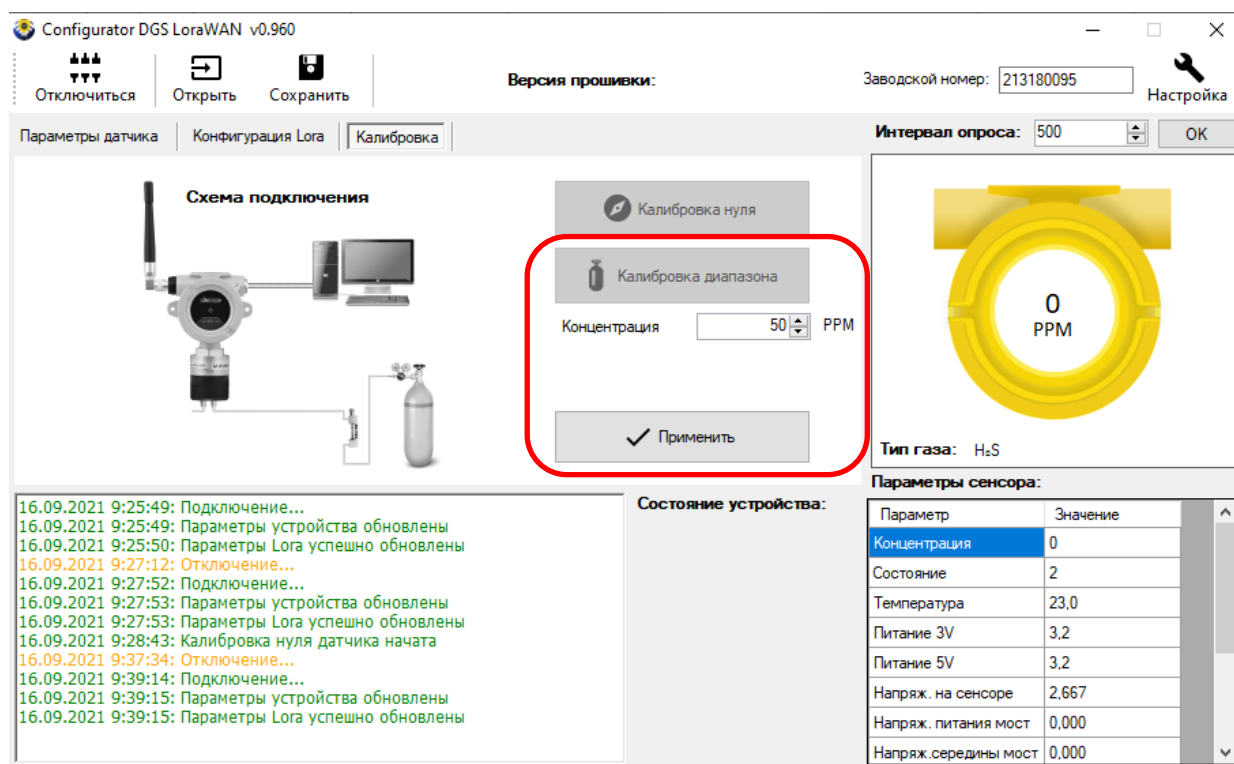 Configurator DGS LoraWAN v0.960
Отключиться
Открыть
Сохранить
Версия прошивки:
Заводской номер: 213180095
Настройка
Параметры датчика
Конфигурация Lora
Калибровка
Интервал опроса: 500
OK
Схема подключения
Калибровка нуля
Калибровка диапазона
Концентрация 50 PPM
Применить
0
PPM
Тип газа: H₂S
16.09.2021 9:25:49: Подключение...
16.09.2021 9:25:49: Параметры устройства обновлены
16.09.2021 9:25:50: Параметры Lora успешно обновлены
16.09.2021 9:27:12: Отключение...
16.09.2021 9:27:52: Подключение...
16.09.2021 9:27:53: Параметры устройства обновлены
16.09.2021 9:27:53: Параметры Lora успешно обновлены
16.09.2021 9:28:43: Калибровка нуля датчика начата
16.09.2021 9:37:34: Отключение...
16.09.2021 9:39:14: Подключение...
16.09.2021 9:39:15: Параметры устройства обновлены
16.09.2021 9:39:15: Параметры Lora успешно обновлены
Состояние устройства:
Параметры сенсора:
Параметр Значение
Концентрация 0
Состояние 2
Температура 23,0
Питание 3V 3,2
Питание 5V 3,2
Напряж. на сенсоре 2,667
Напряж. питания мост 0,000
Напряж.середины мост 0,000